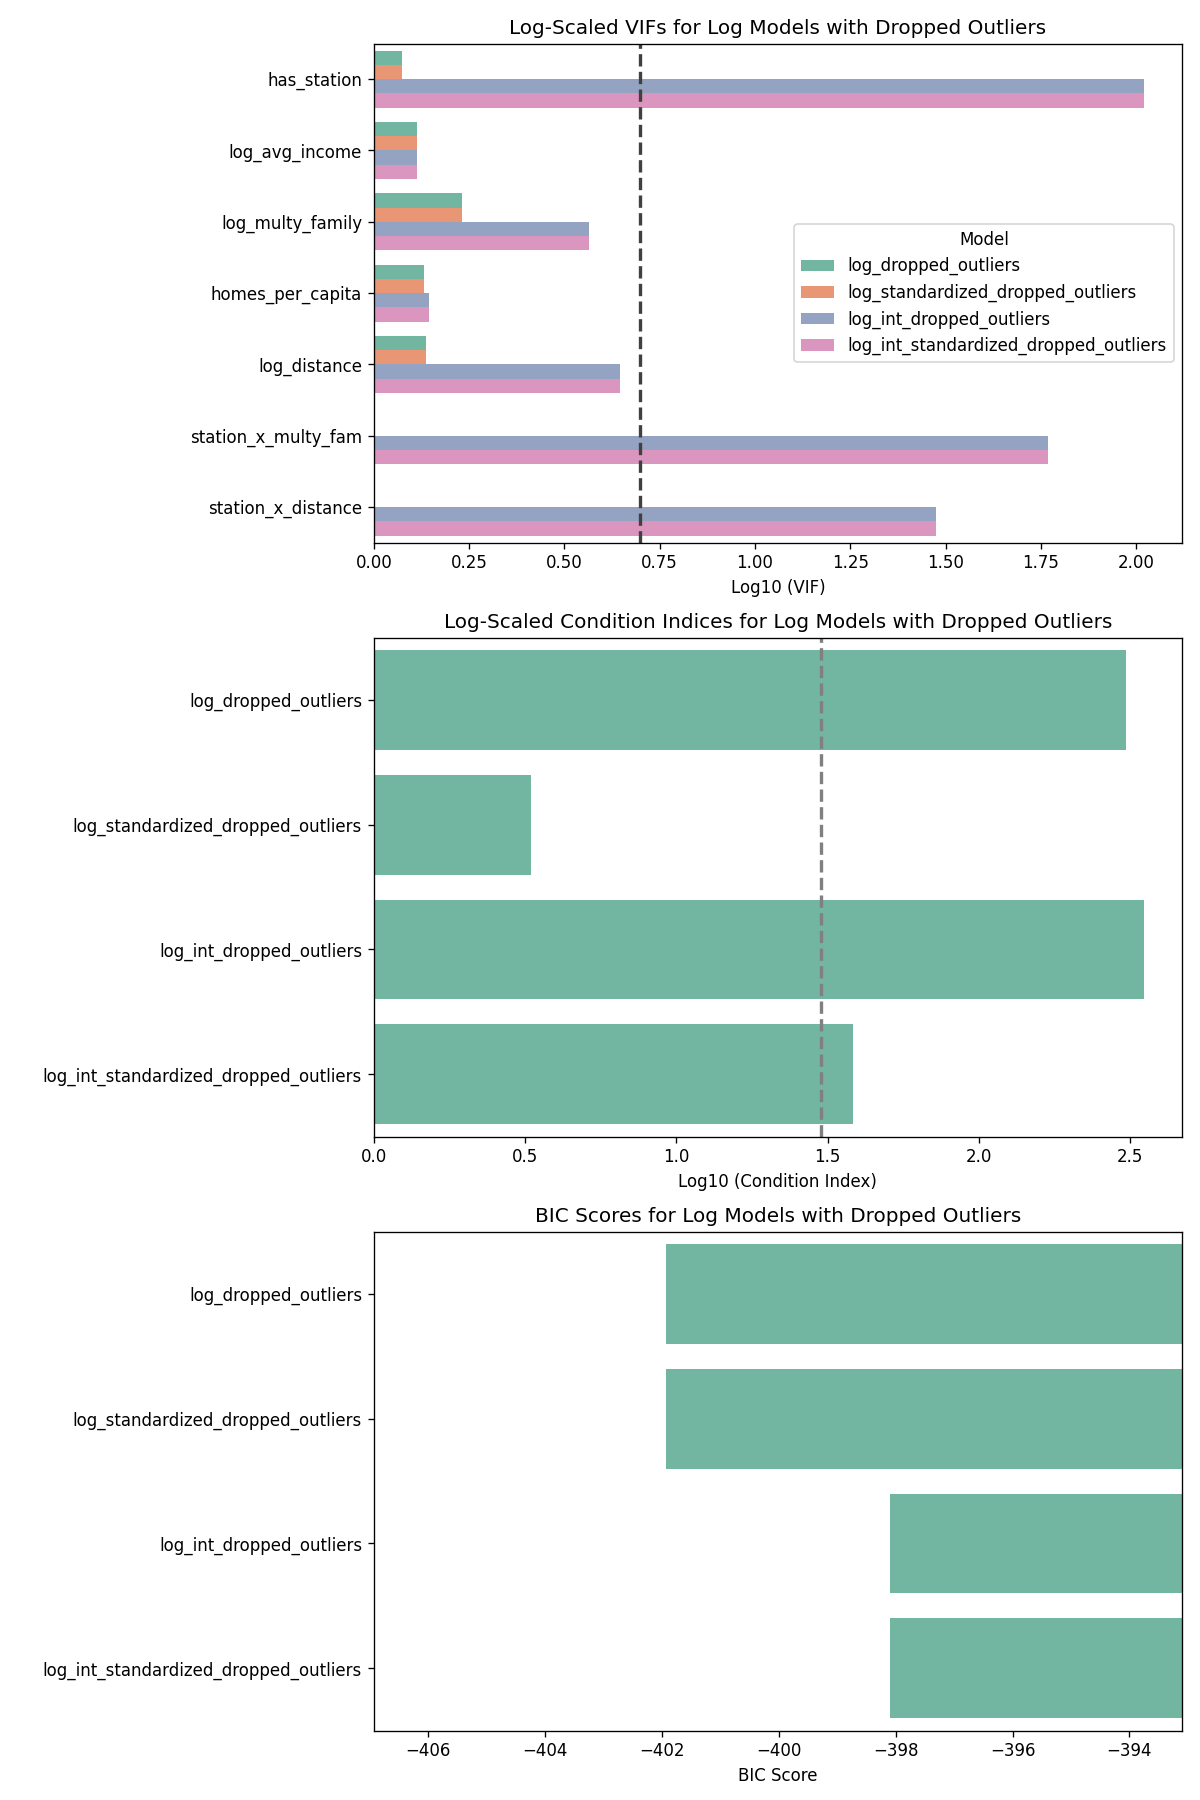 Log-Scaled VIFs for Log Models with Dropped Outliers
has_station
log_avg_income
log_multy_family
homes_per_capita
log_distance
station_x_multy_fam
station_x_distance
Model
log_dropped_outliers
log_standardized_dropped_outliers
log_int_dropped_outliers
log_int_standardized_dropped_outliers
0.00 0.25 0.50 0.75 1.00 1.25 1.50 1.75 2.00
Log10 (VIF)
Log-Scaled Condition Indices for Log Models with Dropped Outliers
log_dropped_outliers
log_standardized_dropped_outliers
log_int_dropped_outliers
log_int_standardized_dropped_outliers
0.0 0.5 1.0 1.5 2.0 2.5
Log10 (Condition Index)
BIC Scores for Log Models with Dropped Outliers
log_dropped_outliers
log_standardized_dropped_outliers
log_int_dropped_outliers
log_int_standardized_dropped_outliers
−406 −404 −402 −400 −398 −396 −394
BIC Score